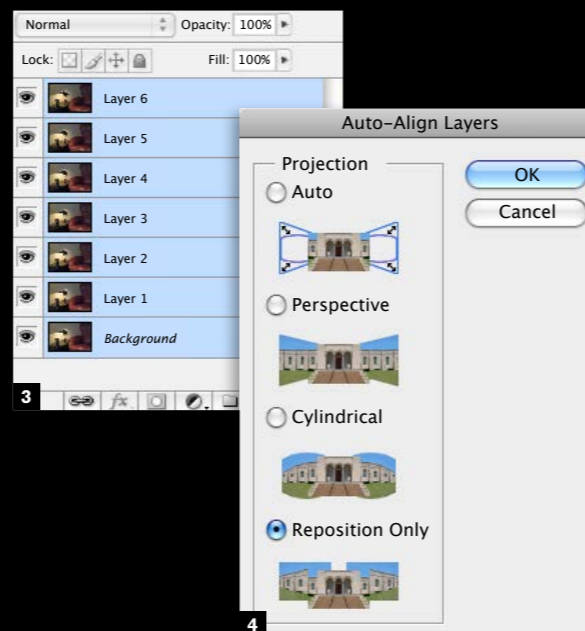 Normal Opacity: 100%
Lock: Fill: 100%
Layer 6
Layer 5
Layer 4
Layer 3
Layer 2
Layer 1
Background
3 fx.
Auto-Align Layers
Projection
OK
Auto
Cancel
Perspective
Cylindrical
Reposition Only
4